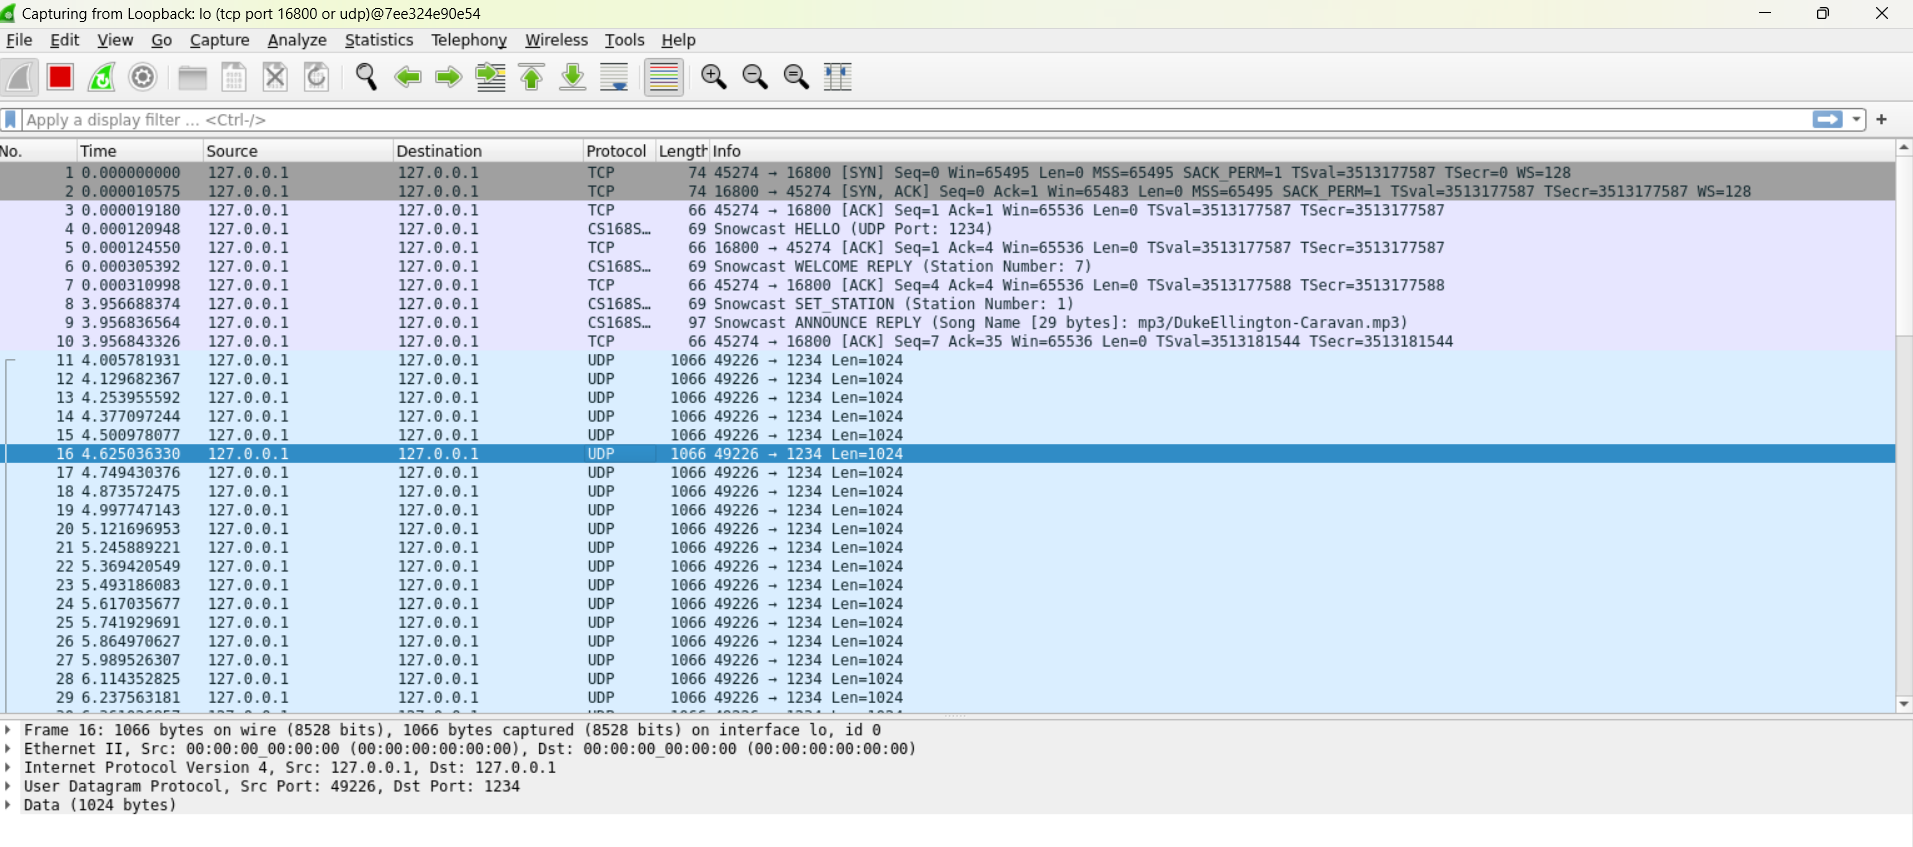 Capturing from Loopback: lo (tcp port 16800 or udp)@7ee324e90e54
File Edit View Go Capture Analyze Statistics Telephony Wireless Tools Help
Apply a display filter ... <Ctrl-/>
No. Time Source Destination Protocol Length Info
1 0.000000000 127.0.0.1 127.0.0.1 TCP 74 45274 → 16800 [SYN] Seq=0 Win=65495 Len=0 MSS=65495 SACK_PERM=1 TSval=3513177587 TSecr=0 WS=128
2 0.000010575 127.0.0.1 127.0.0.1 TCP 74 16800 → 45274 [SYN, ACK] Seq=0 Ack=1 Win=65483 Len=0 MSS=65495 SACK_PERM=1 TSval=3513177587 TSecr=3513177587 WS=128
3 0.000019180 127.0.0.1 127.0.0.1 TCP 66 45274 → 16800 [ACK] Seq=1 Ack=1 Win=65536 Len=0 TSval=3513177587 TSecr=3513177587
4 0.000120948 127.0.0.1 127.0.0.1 CS168S… 69 Snowcast HELLO (UDP Port: 1234)
5 0.000124550 127.0.0.1 127.0.0.1 TCP 66 16800 → 45274 [ACK] Seq=1 Ack=4 Win=65536 Len=0 TSval=3513177587 TSecr=3513177587
6 0.000305392 127.0.0.1 127.0.0.1 CS168S… 69 Snowcast WELCOME REPLY (Station Number: 7)
7 0.000310998 127.0.0.1 127.0.0.1 TCP 66 45274 → 16800 [ACK] Seq=4 Ack=4 Win=65536 Len=0 TSval=3513177588 TSecr=3513177588
8 3.956688374 127.0.0.1 127.0.0.1 CS168S… 69 Snowcast SET_STATION (Station Number: 1)
9 3.956836564 127.0.0.1 127.0.0.1 CS168S… 97 Snowcast ANNOUNCE REPLY (Song Name [29 bytes]: mp3/DukeEllington-Caravan.mp3)
10 3.956843326 127.0.0.1 127.0.0.1 TCP 66 45274 → 16800 [ACK] Seq=7 Ack=35 Win=65536 Len=0 TSval=3513181544 TSecr=3513181544
11 4.005781931 127.0.0.1 127.0.0.1 UDP 1066 49226 → 1234 Len=1024
12 4.129682367 127.0.0.1 127.0.0.1 UDP 1066 49226 → 1234 Len=1024
13 4.253955592 127.0.0.1 127.0.0.1 UDP 1066 49226 → 1234 Len=1024
14 4.377097244 127.0.0.1 127.0.0.1 UDP 1066 49226 → 1234 Len=1024
15 4.500978077 127.0.0.1 127.0.0.1 UDP 1066 49226 → 1234 Len=1024
16 4.625036330 127.0.0.1 127.0.0.1 UDP 1066 49226 → 1234 Len=1024
17 4.749430376 127.0.0.1 127.0.0.1 UDP 1066 49226 → 1234 Len=1024
18 4.873572475 127.0.0.1 127.0.0.1 UDP 1066 49226 → 1234 Len=1024
19 4.997747143 127.0.0.1 127.0.0.1 UDP 1066 49226 → 1234 Len=1024
20 5.121696953 127.0.0.1 127.0.0.1 UDP 1066 49226 → 1234 Len=1024
21 5.245889221 127.0.0.1 127.0.0.1 UDP 1066 49226 → 1234 Len=1024
22 5.369420549 127.0.0.1 127.0.0.1 UDP 1066 49226 → 1234 Len=1024
23 5.493186083 127.0.0.1 127.0.0.1 UDP 1066 49226 → 1234 Len=1024
24 5.617035677 127.0.0.1 127.0.0.1 UDP 1066 49226 → 1234 Len=1024
25 5.741929691 127.0.0.1 127.0.0.1 UDP 1066 49226 → 1234 Len=1024
26 5.864970627 127.0.0.1 127.0.0.1 UDP 1066 49226 → 1234 Len=1024
27 5.989526307 127.0.0.1 127.0.0.1 UDP 1066 49226 → 1234 Len=1024
28 6.114352825 127.0.0.1 127.0.0.1 UDP 1066 49226 → 1234 Len=1024
29 6.237563181 127.0.0.1 127.0.0.1 UDP 1066 49226 → 1234 Len=1024
Frame 16: 1066 bytes on wire (8528 bits), 1066 bytes captured (8528 bits) on interface lo, id 0
Ethernet II, Src: 00:00:00_00:00:00 (00:00:00:00:00:00), Dst: 00:00:00_00:00:00 (00:00:00:00:00:00)
Internet Protocol Version 4, Src: 127.0.0.1, Dst: 127.0.0.1
User Datagram Protocol, Src Port: 49226, Dst Port: 1234
Data (1024 bytes)